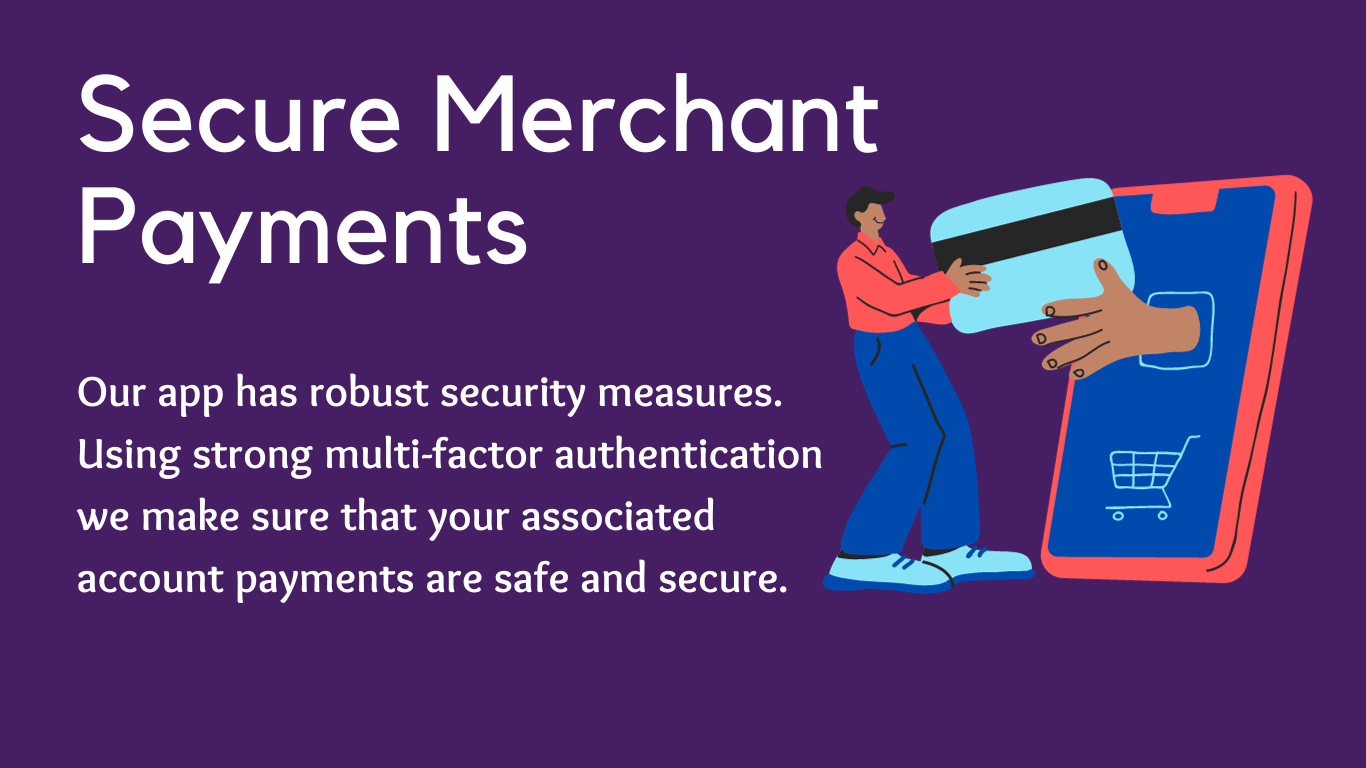 Secure Merchant
Payments
Our app has robust security measures.
Using strong multi-factor authentication
we make sure that your associated
account payments are safe and secure.